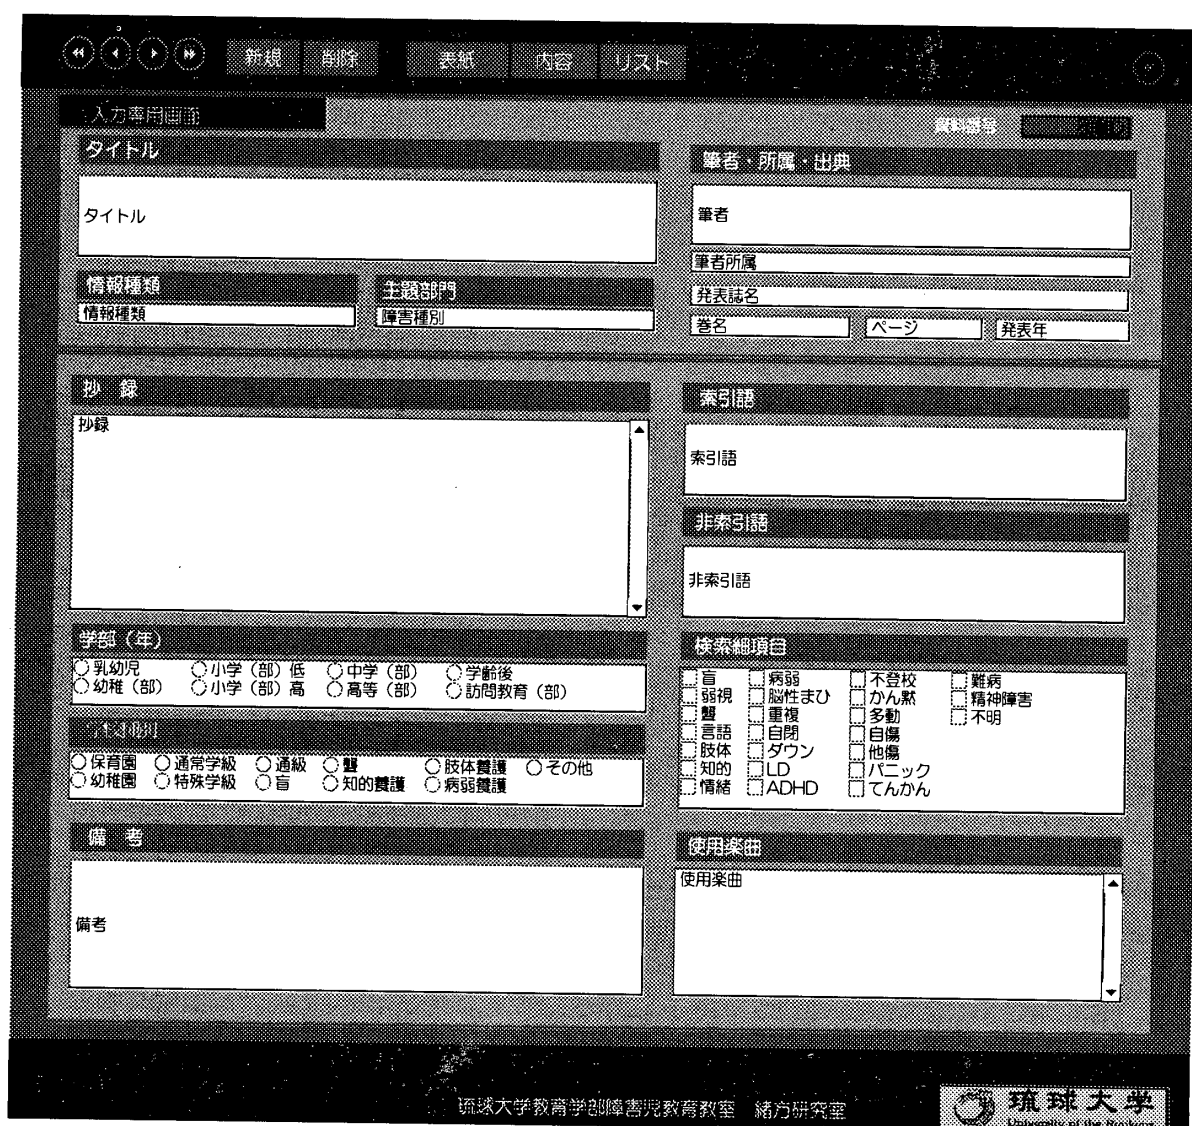 新規 削除 表紙 内容 リスト
入力専用画面
資料番号
タイトル
タイトル
筆者・所属・出典
筆者
筆者所属
発表誌名
巻名 ページ 発表年
情報種類
情報種類
主題部門
障害種別
抄 録
抄録
索引語
索引語
非索引語
非索引語
学部（年）
乳幼児 小学（部）低 中学（部） 学齢後
幼稚（部） 小学（部）高 高等（部） 訪問教育（部）
保育園 通常学級 通級 聾 肢体養護 その他
幼稚園 特殊学級 盲 知的養護 病弱養護
検索細項目
盲 病弱 不登校 難病
弱視 脳性まひ かん黙 精神障害
聾 重複 多動 不明
言語 自閉 自傷
肢体 ダウン 他傷
知的 LD パニック
情緒 ADHD てんかん
備 考
備考
使用楽曲
使用楽曲
琉球大学教育学部障害児教育教室 緒方研究室
琉球大学
University of the Ryukyus